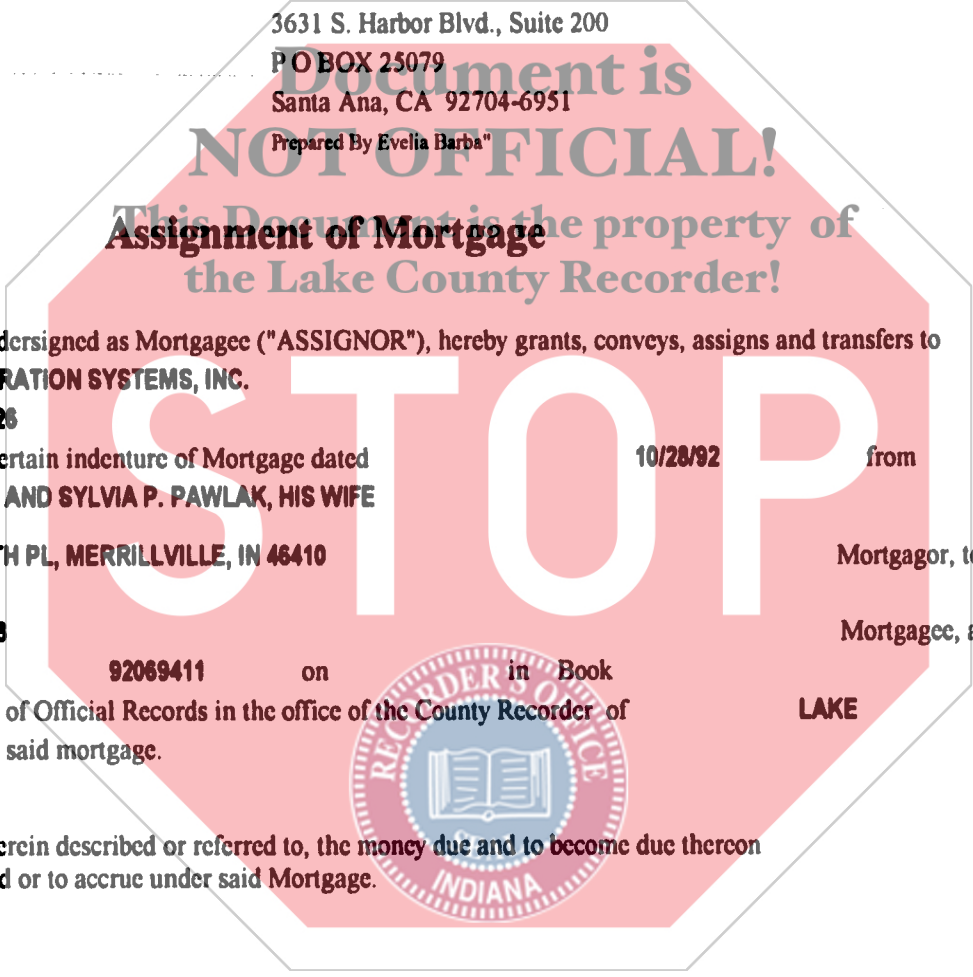 3631 S. Harbor Blvd., Suite 200
P O BOX 25079
Santa Ana, CA 92704-6951
Prepared By Evelia Barba"
Document is
NOT OFFICIAL!
This Document is the property of
the Lake County Recorder!
Assignment of Mortgage
dersigned as Mortgagee ("ASSIGNOR"), hereby grants, conveys, assigns and transfers to
RATION SYSTEMS, INC.
26
ertain indenture of Mortgage dated 10/28/92 from
AND SYLVIA P. PAWLAK, HIS WIFE
H PL, MERRILLVILLE, IN 46410 Mortgagor, to
STOP
Mortgagee, a
92069411 on in Book
of Official Records in the office of the County Recorder of LAKE
said mortgage.
erein described or referred to, the money due and to become due thereon
d or to accrue under said Mortgage.
RECORDER'S OFFICE
SEAL
INDIANA